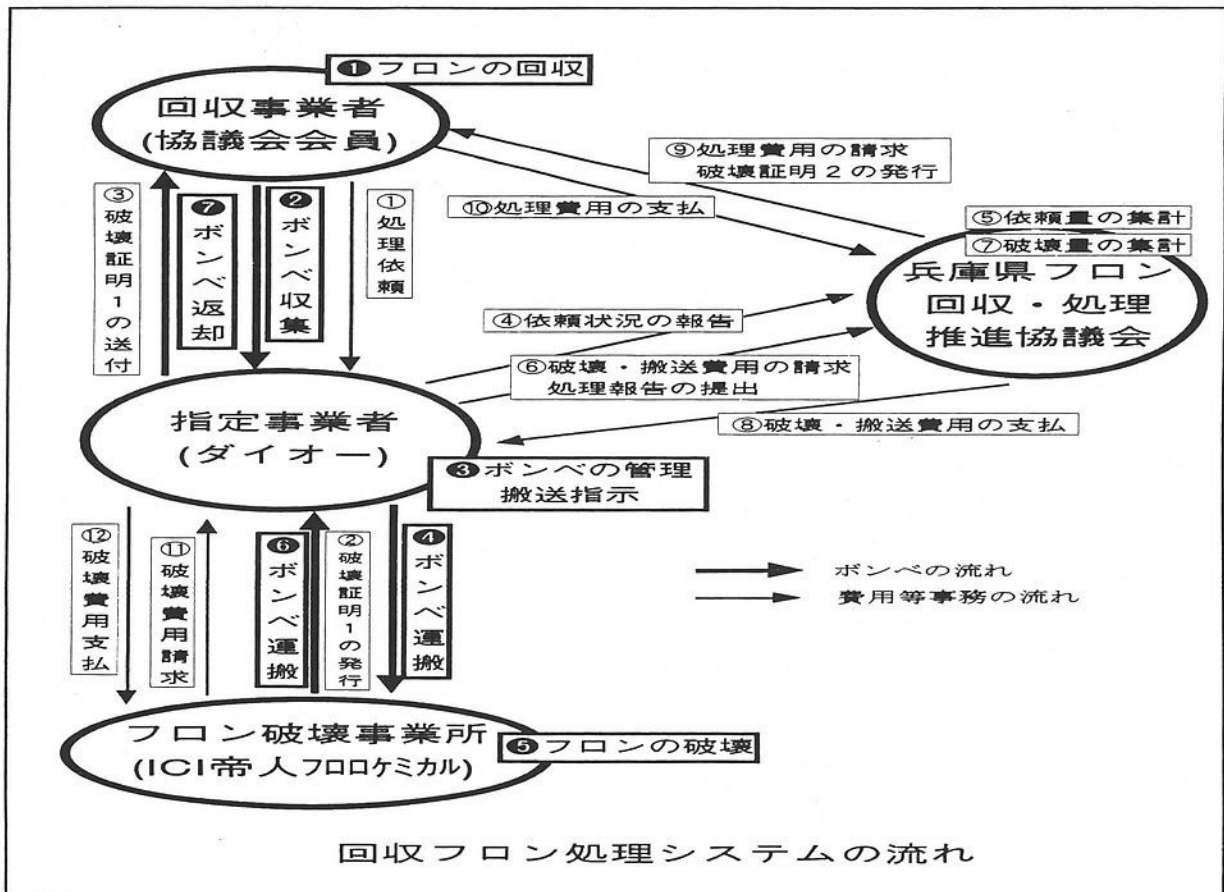 ❶フロンの回収
回収事業者
(協議会会員)
⑨処理費用の請求
破壊証明2の発行
⑩処理費用の支払
⑤依頼量の集計
⑦破壊量の集計
兵庫県フロン
回収・処理
推進協議会
③破壊証明1の送付
❼ボンベ返却
❷ボンベ収集
①処理依頼
④依頼状況の報告
⑥破壊・搬送費用の請求
処理報告の提出
⑧破壊・搬送費用の支払
指定事業者
(ダイオー)
❸ボンベの管理
搬送指示
⑫破壊費用支払
⑪破壊費用請求
❻ボンベ運搬
②破壊証明1の発行
❹ボンベ運搬
ボンベの流れ
費用等事務の流れ
フロン破壊事業所
(ICI帝人フロロケミカル)
❺フロンの破壊
回収フロン処理システムの流れ